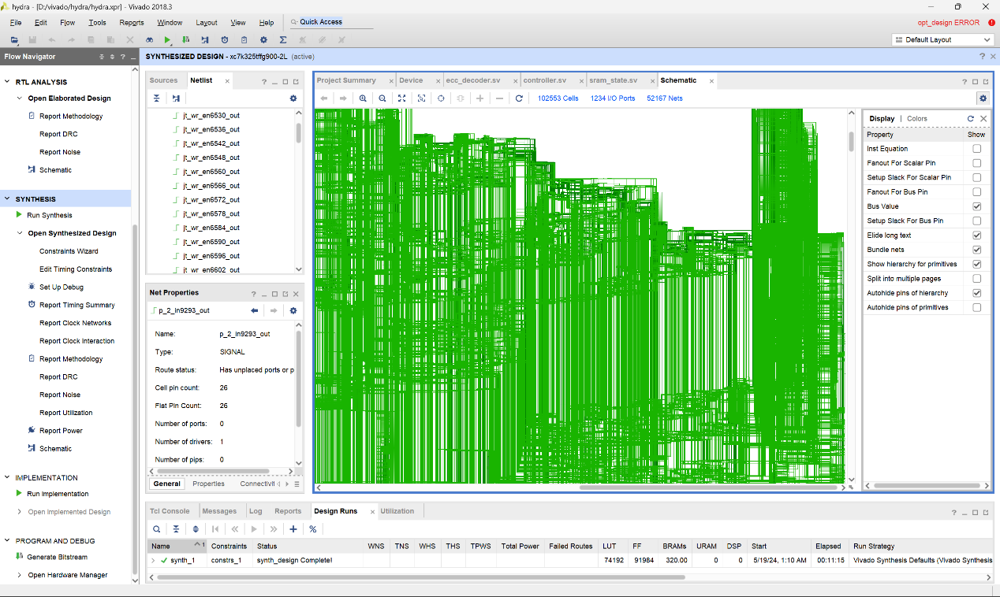 hydra - [D:/vivado/hydra/hydra.xpr] - Vivado 2018.3
File Edit Flow Tools Reports Window Layout View Help Quick Access
opt_design ERROR
Default Layout
Flow Navigator
SYNTHESIZED DESIGN - xc7k325tffg900-2L (active)
RTL ANALYSIS
Open Elaborated Design
Report Methodology
Report DRC
Report Noise
Schematic
SYNTHESIS
Run Synthesis
Open Synthesized Design
Constraints Wizard
Edit Timing Constraints
Set Up Debug
Report Timing Summary
Report Clock Networks
Report Clock Interaction
Report Methodology
Report DRC
Report Noise
Report Utilization
Report Power
Schematic
IMPLEMENTATION
Run Implementation
Open Implemented Design
PROGRAM AND DEBUG
Generate Bitstream
Open Hardware Manager
Sources Netlist
jt_wr_en6530_out
jt_wr_en6536_out
jt_wr_en6542_out
jt_wr_en6548_out
jt_wr_en6560_out
jt_wr_en6566_out
jt_wr_en6572_out
jt_wr_en6578_out
jt_wr_en6584_out
jt_wr_en6590_out
jt_wr_en6596_out
jt_wr_en6602_out
Net Properties
p_2_in9293_out
Name: p_2_in9293_out
Type: SIGNAL
Route status: Has unplaced ports or p
Cell pin count: 26
Flat Pin Count: 26
Number of ports: 0
Number of drivers: 1
Number of pips: 0
General Properties Connectivit
Project Summary Device ecc_decoder.sv controller.sv sram_state.sv Schematic
102553 Cells 1234 I/O Ports 52167 Nets
Display | Colors
Property Show
Inst Equation
Fanout For Scalar Pin
Setup Slack For Scalar Pin
Fanout For Bus Pin
Bus Value
Setup Slack For Bus Pin
Elide long text
Bundle nets
Show hierarchy for primitives
Split into multiple pages
Autohide pins of hierarchy
Autohide pins of primitives
Tcl Console Messages Log Reports Design Runs Utilization
Name 1 Constraints Status WNS TNS WHS THS TPWS Total Power Failed Routes LUT FF BRAMs URAM DSP Start Elapsed Run Strategy
synth_1 constrs_1 synth_design Complete! 74192 91984 320.00 0 0 5/19/24, 1:10 AM 00:11:15 Vivado Synthesis Defaults (Vivado Synthesis